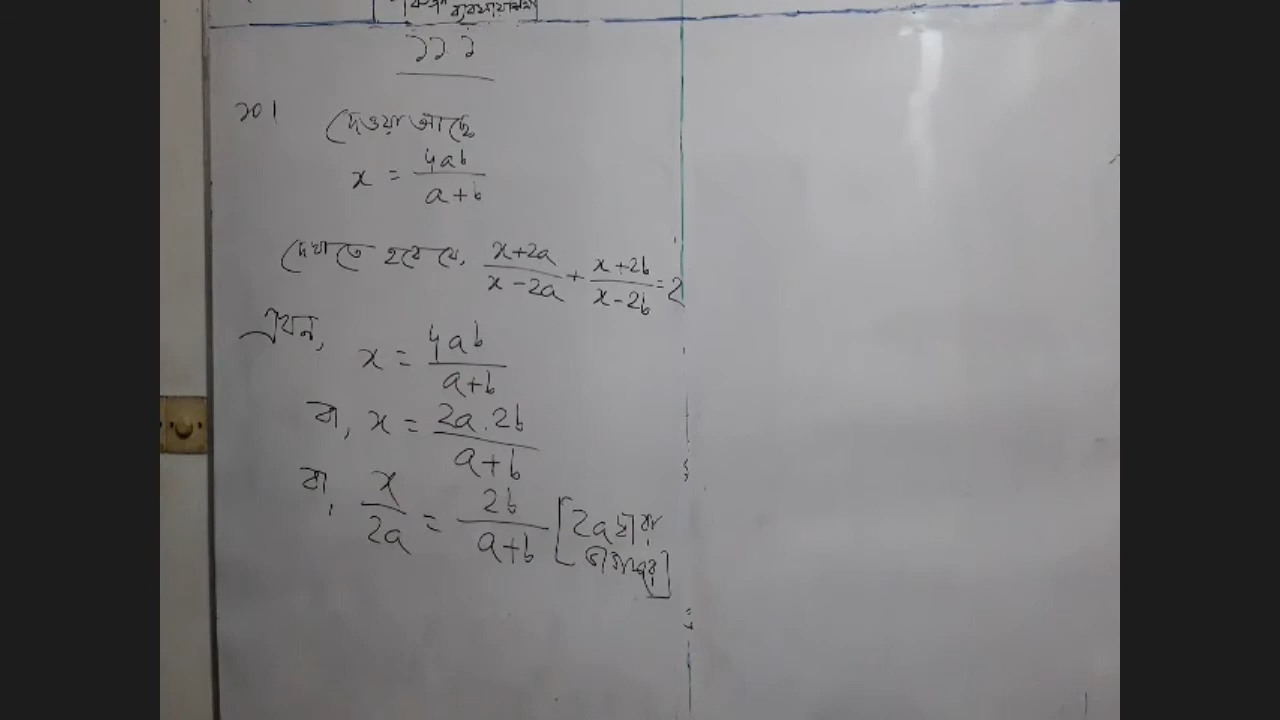 ১১.১
১০।
দেওয়া আছে
x = 4ab / a+b
দেখাতে হবে যে, x+2a / x-2a + x+2b / x-2b = 2
এখন, x = 4ab / a+b
বা, x = 2a.2b / a+b
বা, x / 2a = 2b / a+b [2a দ্বারা
ভাগ করে]